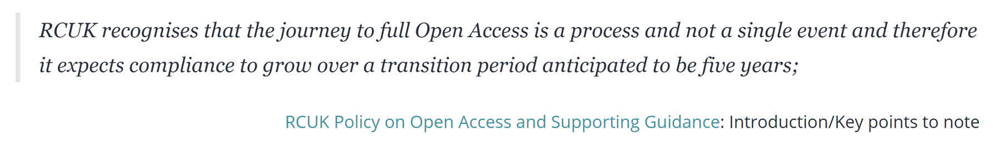 RCUK recognises that the journey to full Open Access is a process and not a single event and therefore
it expects compliance to grow over a transition period anticipated to be five years;
RCUK Policy on Open Access and Supporting Guidance: Introduction/Key points to note